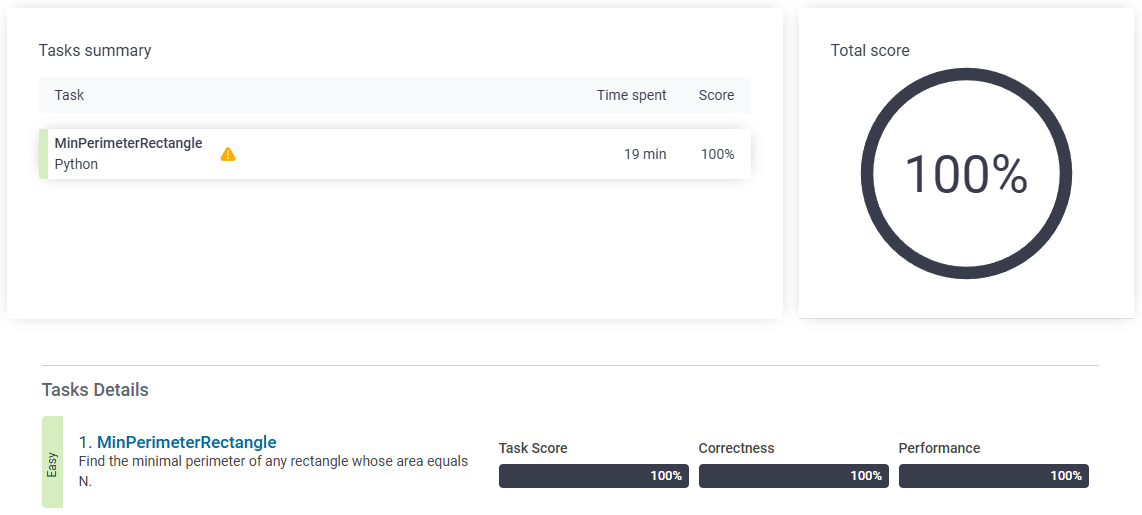 Tasks summary
Task Time spent Score
MinPerimeterRectangle
Python
19 min 100%
Total score
100%
Tasks Details
Easy
1. MinPerimeterRectangle
Find the minimal perimeter of any rectangle whose area equals
N.
Task Score
100%
Correctness
100%
Performance
100%